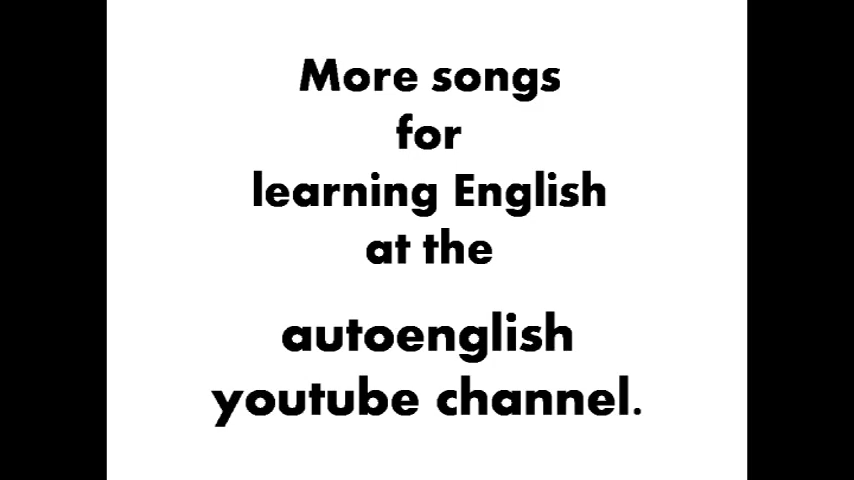 More songs
for
learning English
at the
autoenglish
youtube channel.